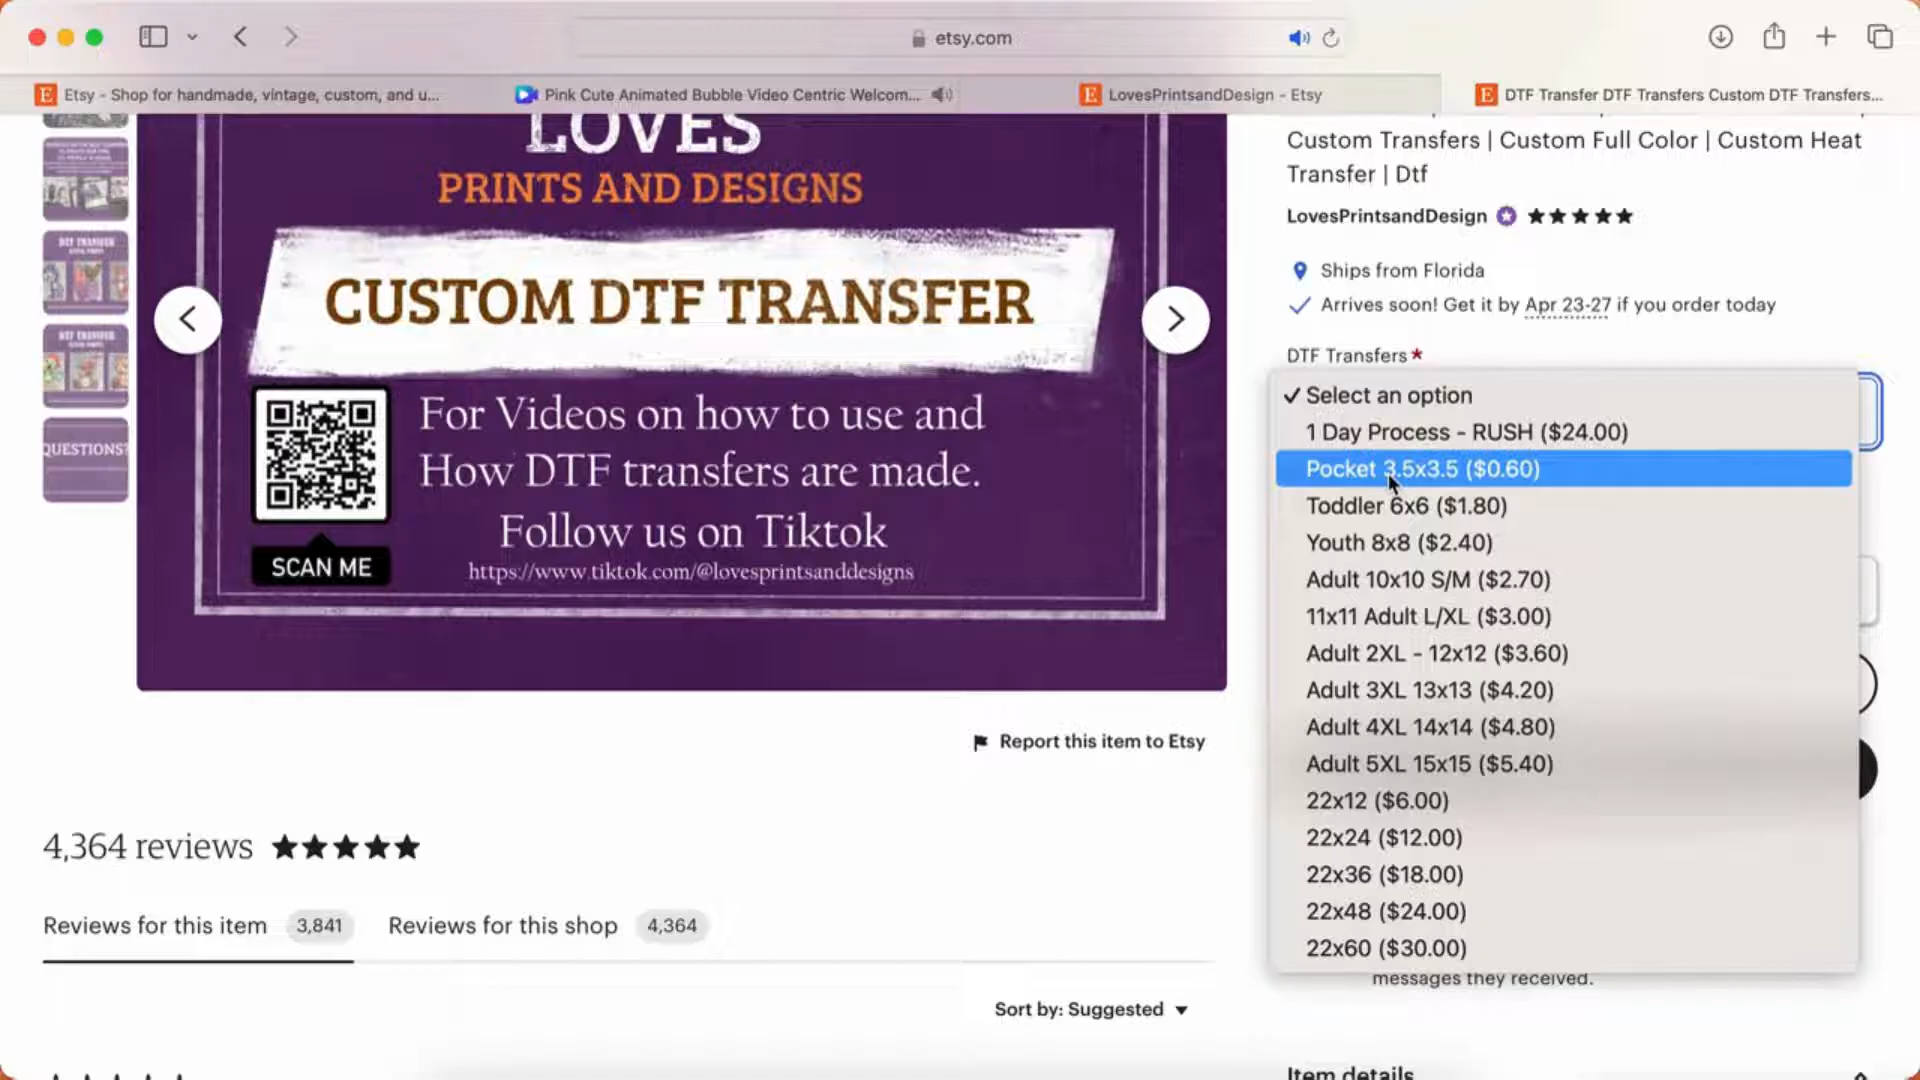 etsy.com
Etsy - Shop for handmade, vintage, custom, and u...
Pink Cute Animated Bubble Video Centric Welcom...
LovesPrintsandDesign - Etsy
DTF Transfer DTF Transfers Custom DTF Transfers...
LOVES
PRINTS AND DESIGNS
CUSTOM DTF TRANSFER
For Videos on how to use and
How DTF transfers are made.
Follow us on Tiktok
https://www.tiktok.com/@lovesprintsanddesigns
SCAN ME
DTF TRANSFER
DTF TRANSFER
QUESTIONS?
Report this item to Etsy
4,364 reviews
Reviews for this item 3,841
Reviews for this shop 4,364
Sort by: Suggested
Custom Transfers | Custom Full Color | Custom Heat
Transfer | Dtf
LovesPrintsandDesign
Ships from Florida
Arrives soon! Get it by Apr 23-27 if you order today
DTF Transfers *
Select an option
1 Day Process - RUSH ($24.00)
Pocket 3.5x3.5 ($0.60)
Toddler 6x6 ($1.80)
Youth 8x8 ($2.40)
Adult 10x10 S/M ($2.70)
11x11 Adult L/XL ($3.00)
Adult 2XL - 12x12 ($3.60)
Adult 3XL 13x13 ($4.20)
Adult 4XL 14x14 ($4.80)
Adult 5XL 15x15 ($5.40)
22x12 ($6.00)
22x24 ($12.00)
22x36 ($18.00)
22x48 ($24.00)
22x60 ($30.00)
messages they received.
Item details